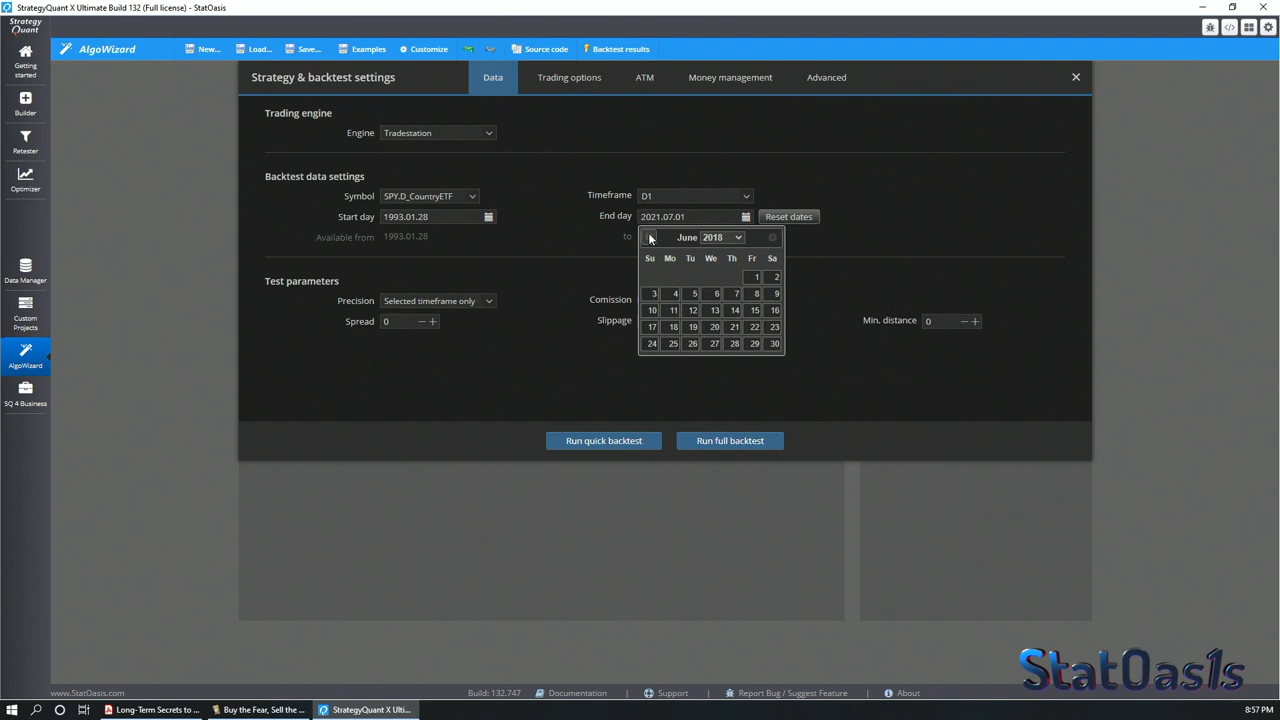 StrategyQuant X Ultimate Build 132 (Full license) - StatOasis
Strategy
Quant
AlgoWizard
New...
Load...
Save...
Examples
Customize
Source code
Backtest results
Getting
started
Builder
Retester
Optimizer
Data Manager
Custom
Projects
AlgoWizard
SQ 4 Business
Strategy & backtest settings
Data
Trading options
ATM
Money management
Advanced
Trading engine
Engine
Tradestation
Backtest data settings
Symbol
SPY.D_CountryETF
Timeframe
D1
Start day
1993.01.28
End day
2021.07.01
Reset dates
Available from
1993.01.28
to
June 2018
Su Mo Tu We Th Fr Sa
1 2
3 4 5 6 7 8 9
10 11 12 13 14 15 16
17 18 19 20 21 22 23
24 25 26 27 28 29 30
Test parameters
Precision
Selected timeframe only
Comission
Spread
0
Slippage
Min. distance
0
Run quick backtest
Run full backtest
StatOas1s
www.StatOasis.com
Build: 132.747
Documentation
Support
Report Bug / Suggest Feature
About
Long-Term Secrets to ...
Buy the Fear, Sell the ...
StrategyQuant X Ulti...
8:57 PM